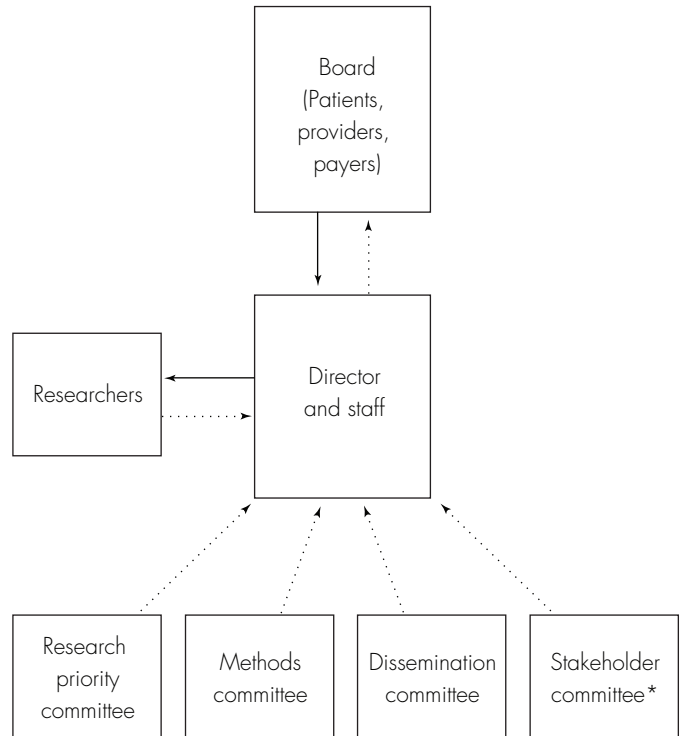 Board
(Patients,
providers,
payers)
Director
and staff
Researchers
Research
priority
committee
Methods
committee
Dissemination
committee
Stakeholder
committee*